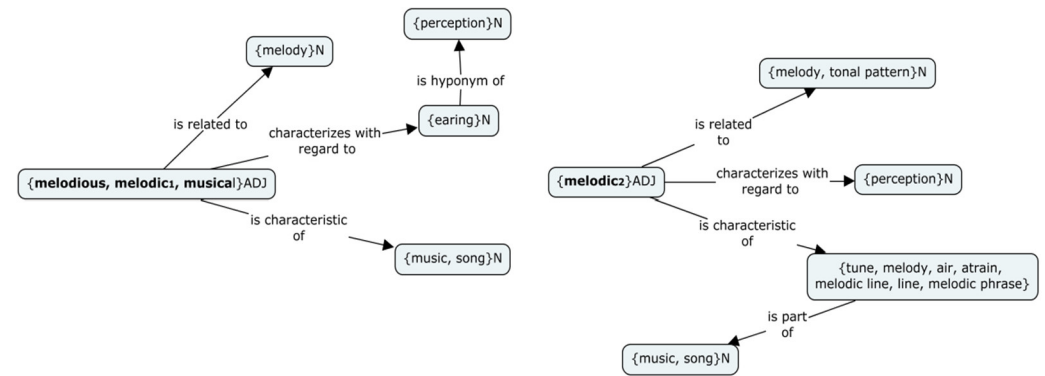 {perception}N
{melody}N
is hyponym of
is related to
{earing}N
characterizes with
regard to
{melodious, melodic1, musical}ADJ
is characteristic
of
{music, song}N
{melody, tonal pattern}N
is related
to
{melodic2}ADJ
characterizes with
regard to
{perception}N
is characteristic
of
{tune, melody, air, atrain,
melodic line, line, melodic phrase}
is part
of
{music, song}N